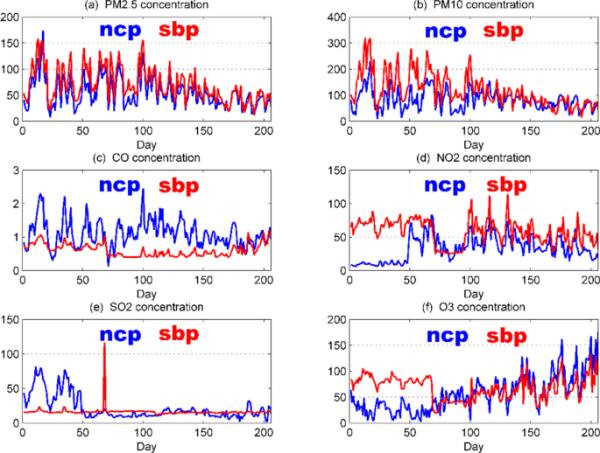 (a) PM2.5 concentration
(b) PM10 concentration
200
150
100
50
0
ncp sbp
0 50 100 150 200
Day
400
300
200
100
0
ncp sbp
0 50 100 150 200
Day
(c) CO concentration
(d) NO2 concentration
3
2
1
0
ncp sbp
0 50 100 150 200
Day
150
100
50
0
ncp sbp
0 50 100 150 200
Day
(e) SO2 concentration
(f) O3 concentration
150
100
50
0
ncp sbp
0 50 100 150 200
Day
200
150
100
50
0
ncp sbp
0 50 100 150 200
Day